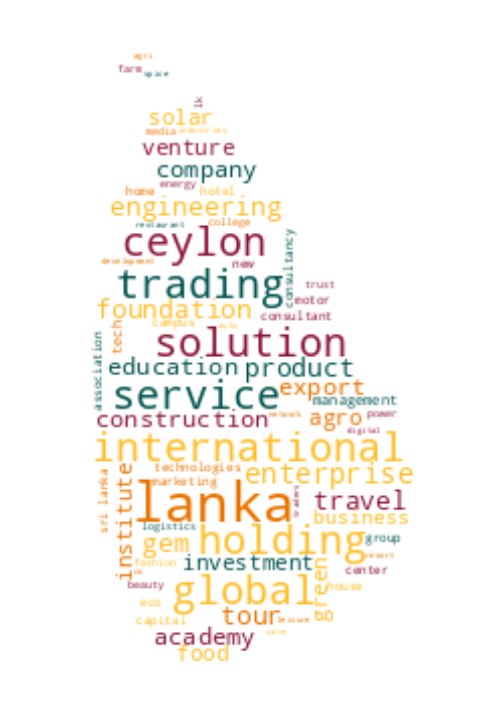 agri
farm spice
lk
solar
media industries
venture
company
energy
home hotel
engineering
restaurant college
ceylon
consultancy
development new
trading
trust
motor
foundation
consultant
campus auto
tech
solution
association
education product
service export
management
construction network agro power
digital
international
technologies enterprise
sri lanka
institute
marketing
lanka traders travel
business
logistics
gem holding group
resort
fashion investment
center
beauty global green house
eco
capital tour leisure
academy care
food